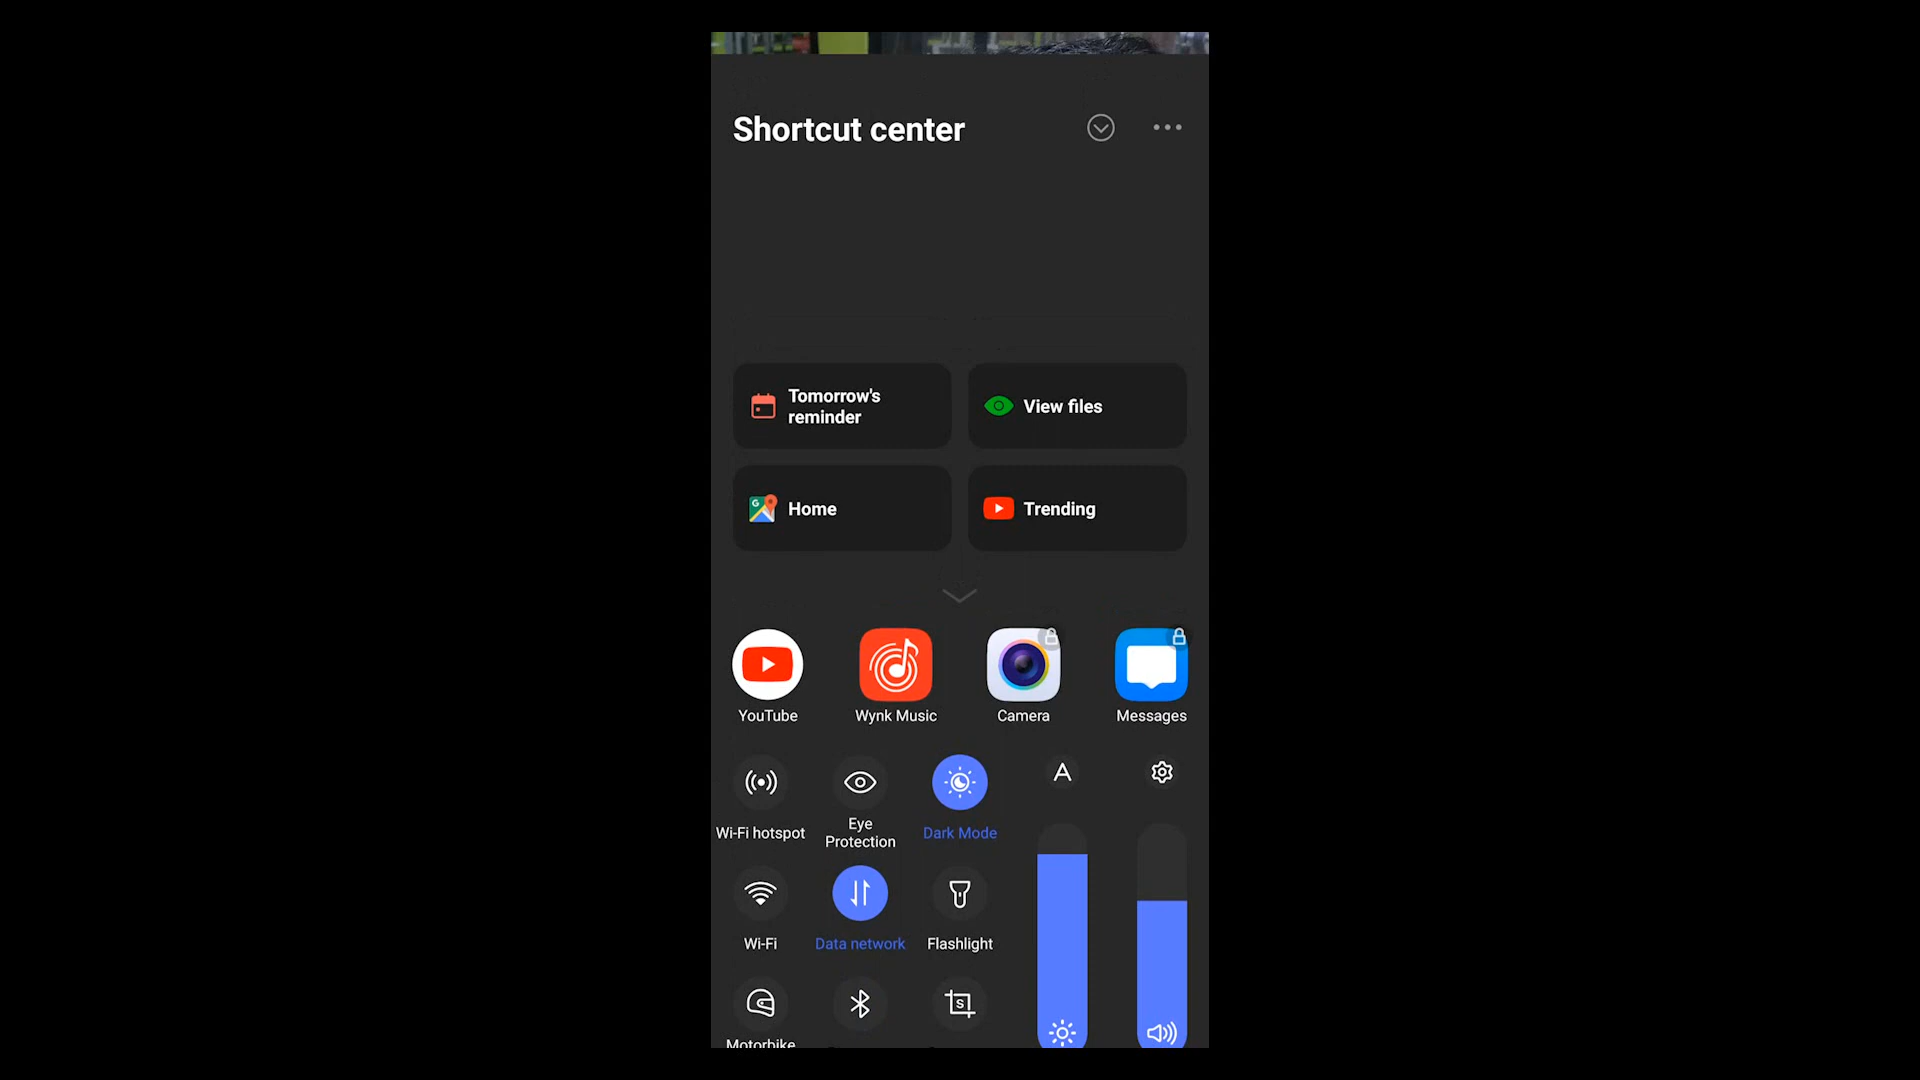 Shortcut center
Tomorrow's
reminder
View files
Home
Trending
YouTube
Wynk Music
Camera
Messages
A
Wi-Fi hotspot
Eye
Protection
Dark Mode
Wi-Fi
Data network
Flashlight
S
Motorbike